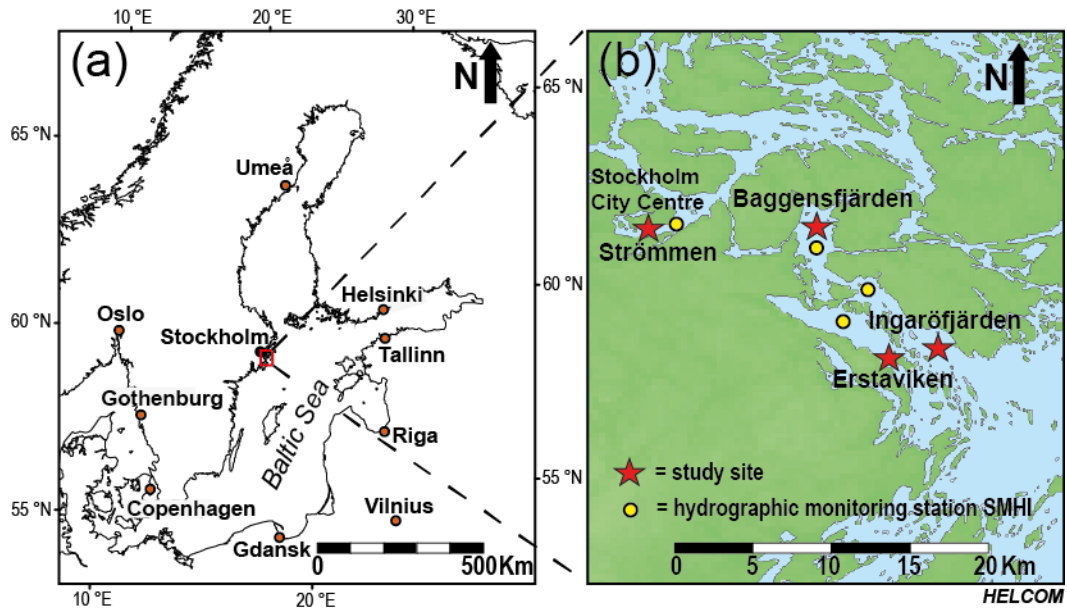 10 °E
20 °E
30 °E
(a)
N
65 °N
65 °N
Umeå
Helsinki
Oslo
60 °N
60 °N
Stockholm
Tallinn
Gothenburg
Baltic Sea
Riga
55 °N
55 °N
Copenhagen
Vilnius
Gdansk
500 Km
10 °E
20 °E
(b)
N
Stockholm
City Centre
Baggensfjärden
Strömmen
Ingaröfjärden
Erstaviken
= study site
= hydrographic monitoring station SMHI
0 5 10 15 20 Km
HELCOM